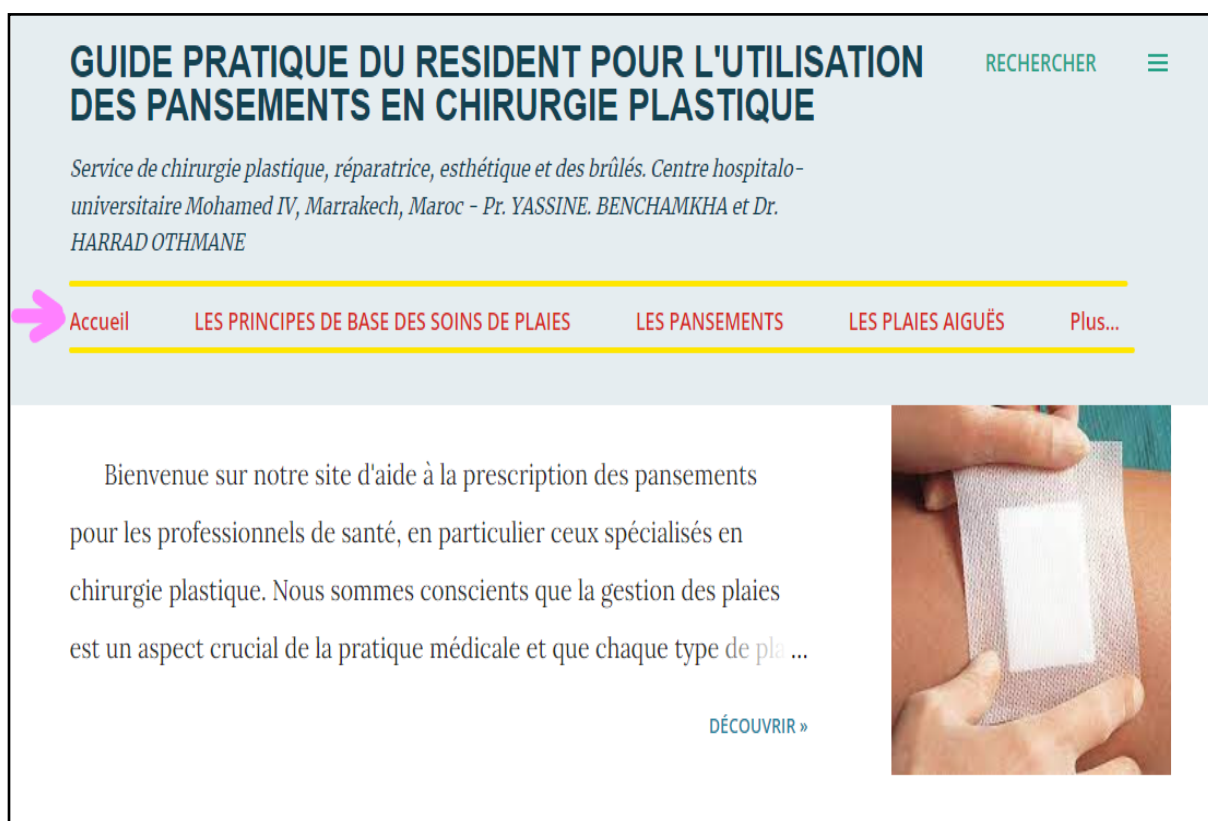 GUIDE PRATIQUE DU RESIDENT POUR L'UTILISATION
DES PANSEMENTS EN CHIRURGIE PLASTIQUE
RECHERCHER
Service de chirurgie plastique, réparatrice, esthétique et des brûlés. Centre hospitalo-
universitaire Mohamed IV, Marrakech, Maroc - Pr. YASSINE. BENCHAMKHA et Dr.
HARRAD OTHMANE
Accueil LES PRINCIPES DE BASE DES SOINS DE PLAIES LES PANSEMENTS LES PLAIES AIGUËS Plus...
Bienvenue sur notre site d'aide à la prescription des pansements
pour les professionnels de santé, en particulier ceux spécialisés en
chirurgie plastique. Nous sommes conscients que la gestion des plaies
est un aspect crucial de la pratique médicale et que chaque type de pla ...
DÉCOUVRIR »